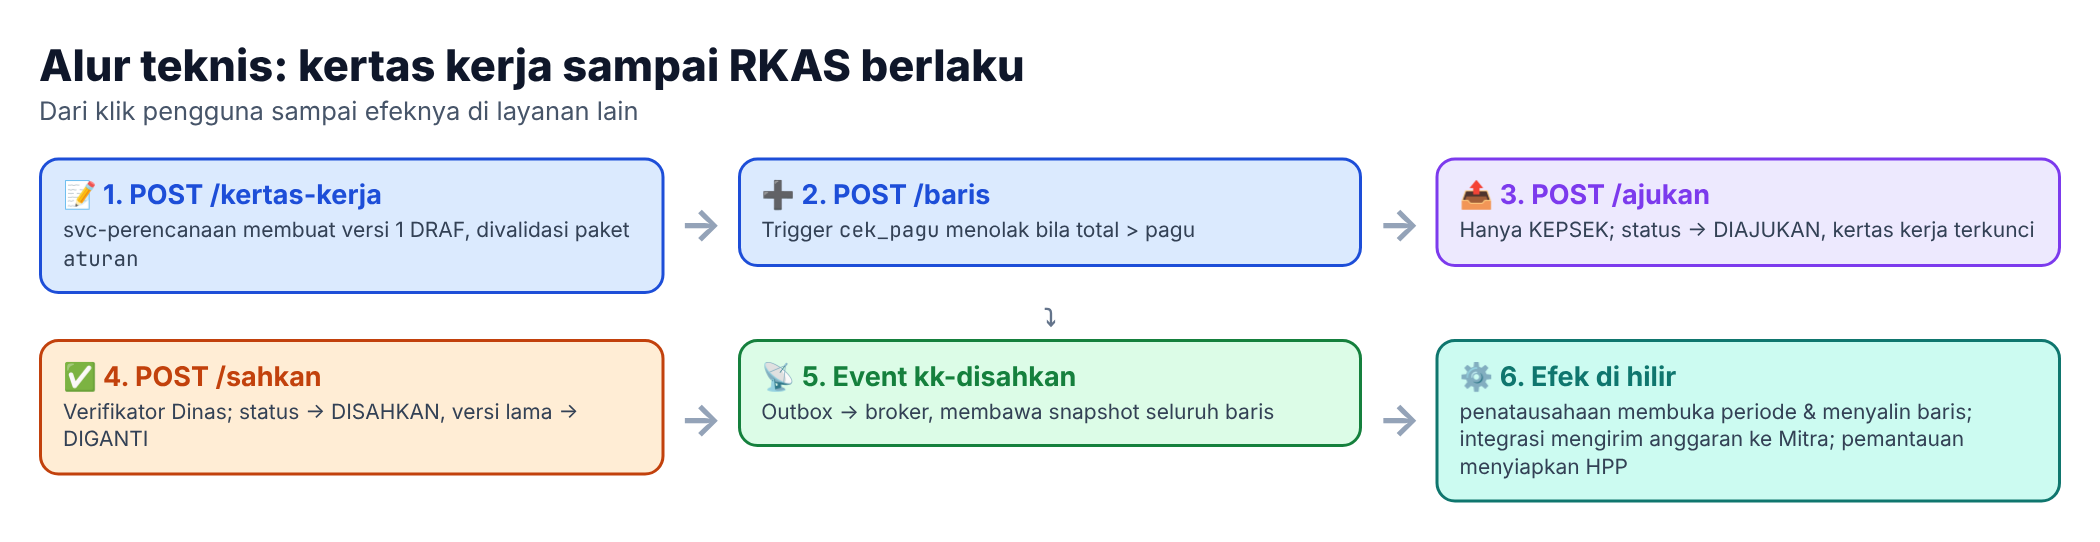 Alur teknis: kertas kerja sampai RKAS berlaku
Dari klik pengguna sampai efeknya di layanan lain
📝 1. POST /kertas-kerja
svc-perencanaan membuat versi 1 DRAF, divalidasi paket
aturan
→
➕ 2. POST /baris
Trigger cek_pagu menolak bila total > pagu
→
📤 3. POST /ajukan
Hanya KEPSEK; status → DIAJUKAN, kertas kerja terkunci
⤵
✅ 4. POST /sahkan
Verifikator Dinas; status → DISAHKAN, versi lama →
DIGANTI
→
📡 5. Event kk-disahkan
Outbox → broker, membawa snapshot seluruh baris
→
⚙️ 6. Efek di hilir
penatausahaan membuka periode & menyalin baris;
integrasi mengirim anggaran ke Mitra; pemantauan
menyiapkan HPP